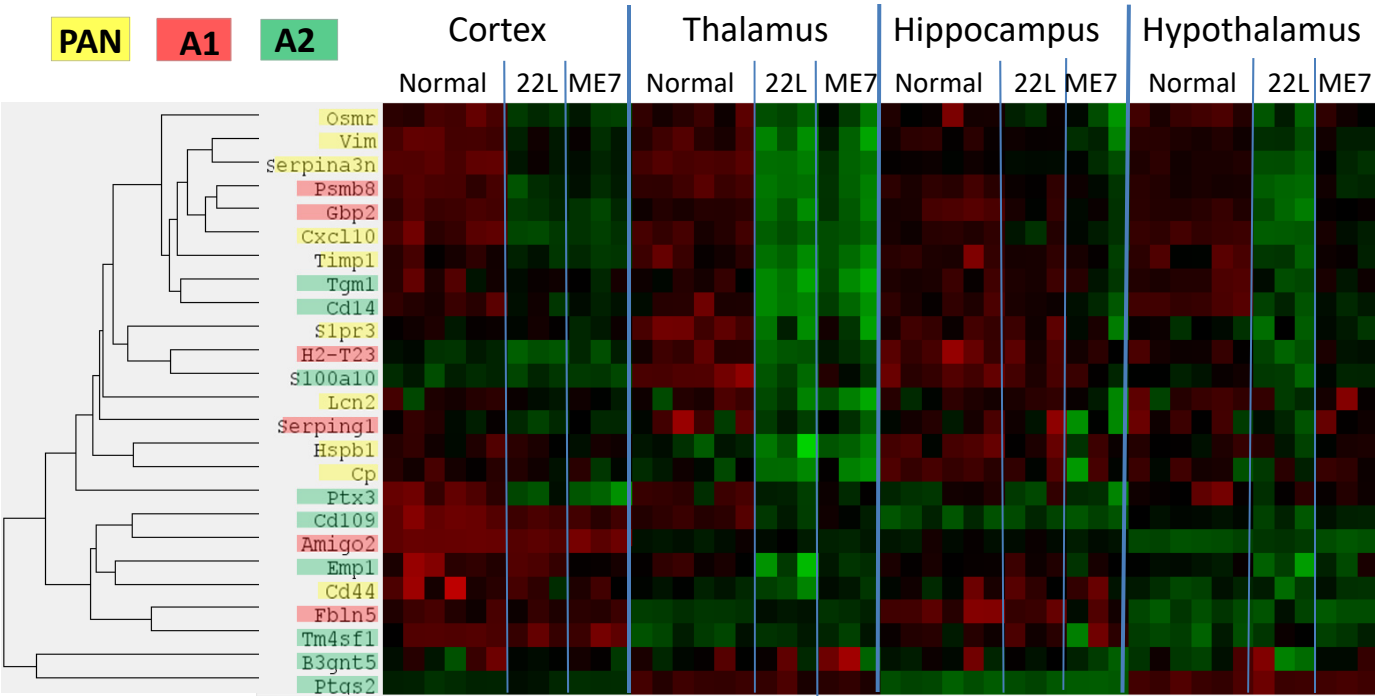 PAN A1 A2 Cortex Thalamus Hippocampus Hypothalamus
Normal 22L ME7 Normal 22L ME7 Normal 22L ME7 Normal 22L ME7
Osmr
Vim
Serpina3n
Psmb8
Gbp2
Cxcl10
Timp1
Tgm1
Cd14
S1pr3
H2-T23
S100a10
Lcn2
Serping1
Hspb1
Cp
Ptx3
Cd109
Amigo2
Emp1
Cd44
Fbln5
Tm4sf1
B3gnt5
Ptgs2